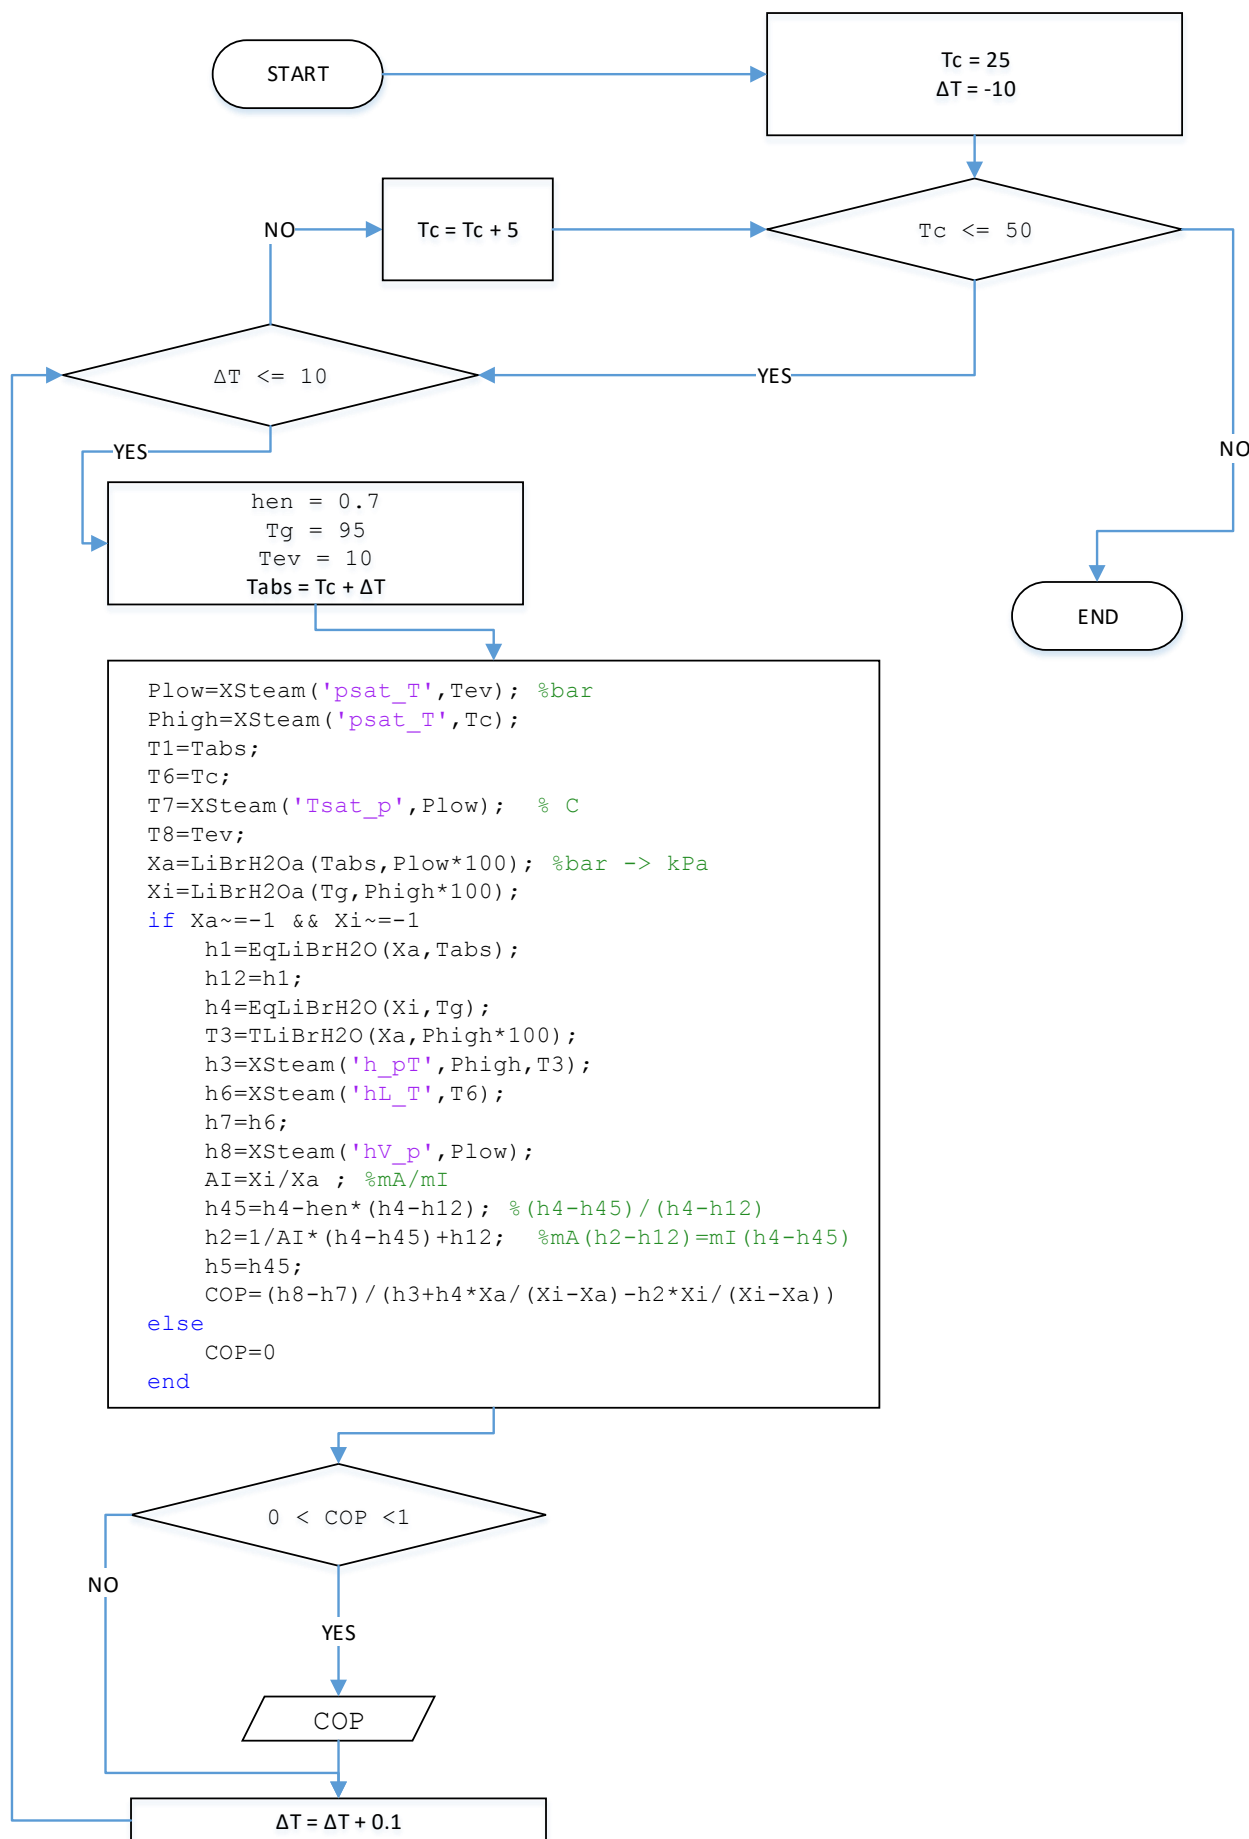 START
Tc = 25
ΔT = -10
NO
Tc = Tc + 5
Tc <= 50
ΔT <= 10
YES
YES
NO
hen = 0.7
Tg = 95
Tev = 10
Tabs = Tc + ΔT
END
Plow=XSteam('psat_T',Tev); %bar
Phigh=XSteam('psat_T',Tc);
T1=Tabs;
T6=Tc;
T7=XSteam('Tsat_p',Plow);  % C
T8=Tev;
Xa=LiBrH2Oa(Tabs,Plow*100); %bar -> kPa
Xi=LiBrH2Oa(Tg,Phigh*100);
if Xa~=-1 && Xi~=-1
    h1=EqLiBrH2O(Xa,Tabs);
    h12=h1;
    h4=EqLiBrH2O(Xi,Tg);
    T3=TLiBrH2O(Xa,Phigh*100);
    h3=XSteam('h_pT',Phigh,T3);
    h6=XSteam('hL_T',T6);
    h7=h6;
    h8=XSteam('hV_p',Plow);
    AI=Xi/Xa ; %mA/mI
    h45=h4-hen*(h4-h12); %(h4-h45)/(h4-h12)
    h2=1/AI*(h4-h45)+h12;  %mA(h2-h12)=mI(h4-h45)
    h5=h45;
    COP=(h8-h7)/(h3+h4*Xa/(Xi-Xa)-h2*Xi/(Xi-Xa))
else
    COP=0
end
0 < COP <1
NO
YES
COP
ΔT = ΔT + 0.1